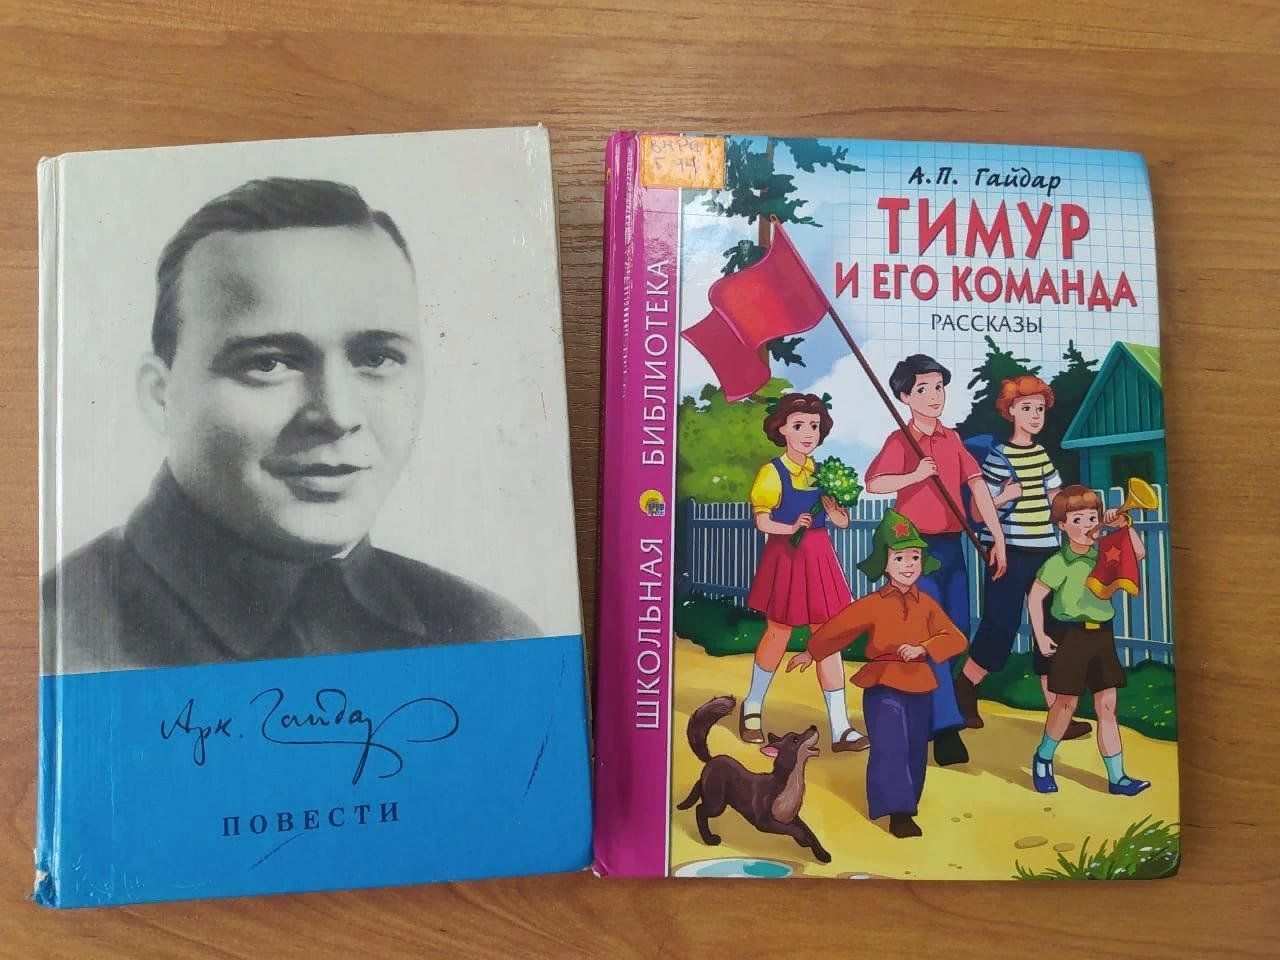 Арк. Гайдар
ПОВЕСТИ
ШКОЛЬНАЯ БИБЛИОТЕКА
А.П. Гайдар
ТИМУР
И ЕГО КОМАНДА
РАССКАЗЫ